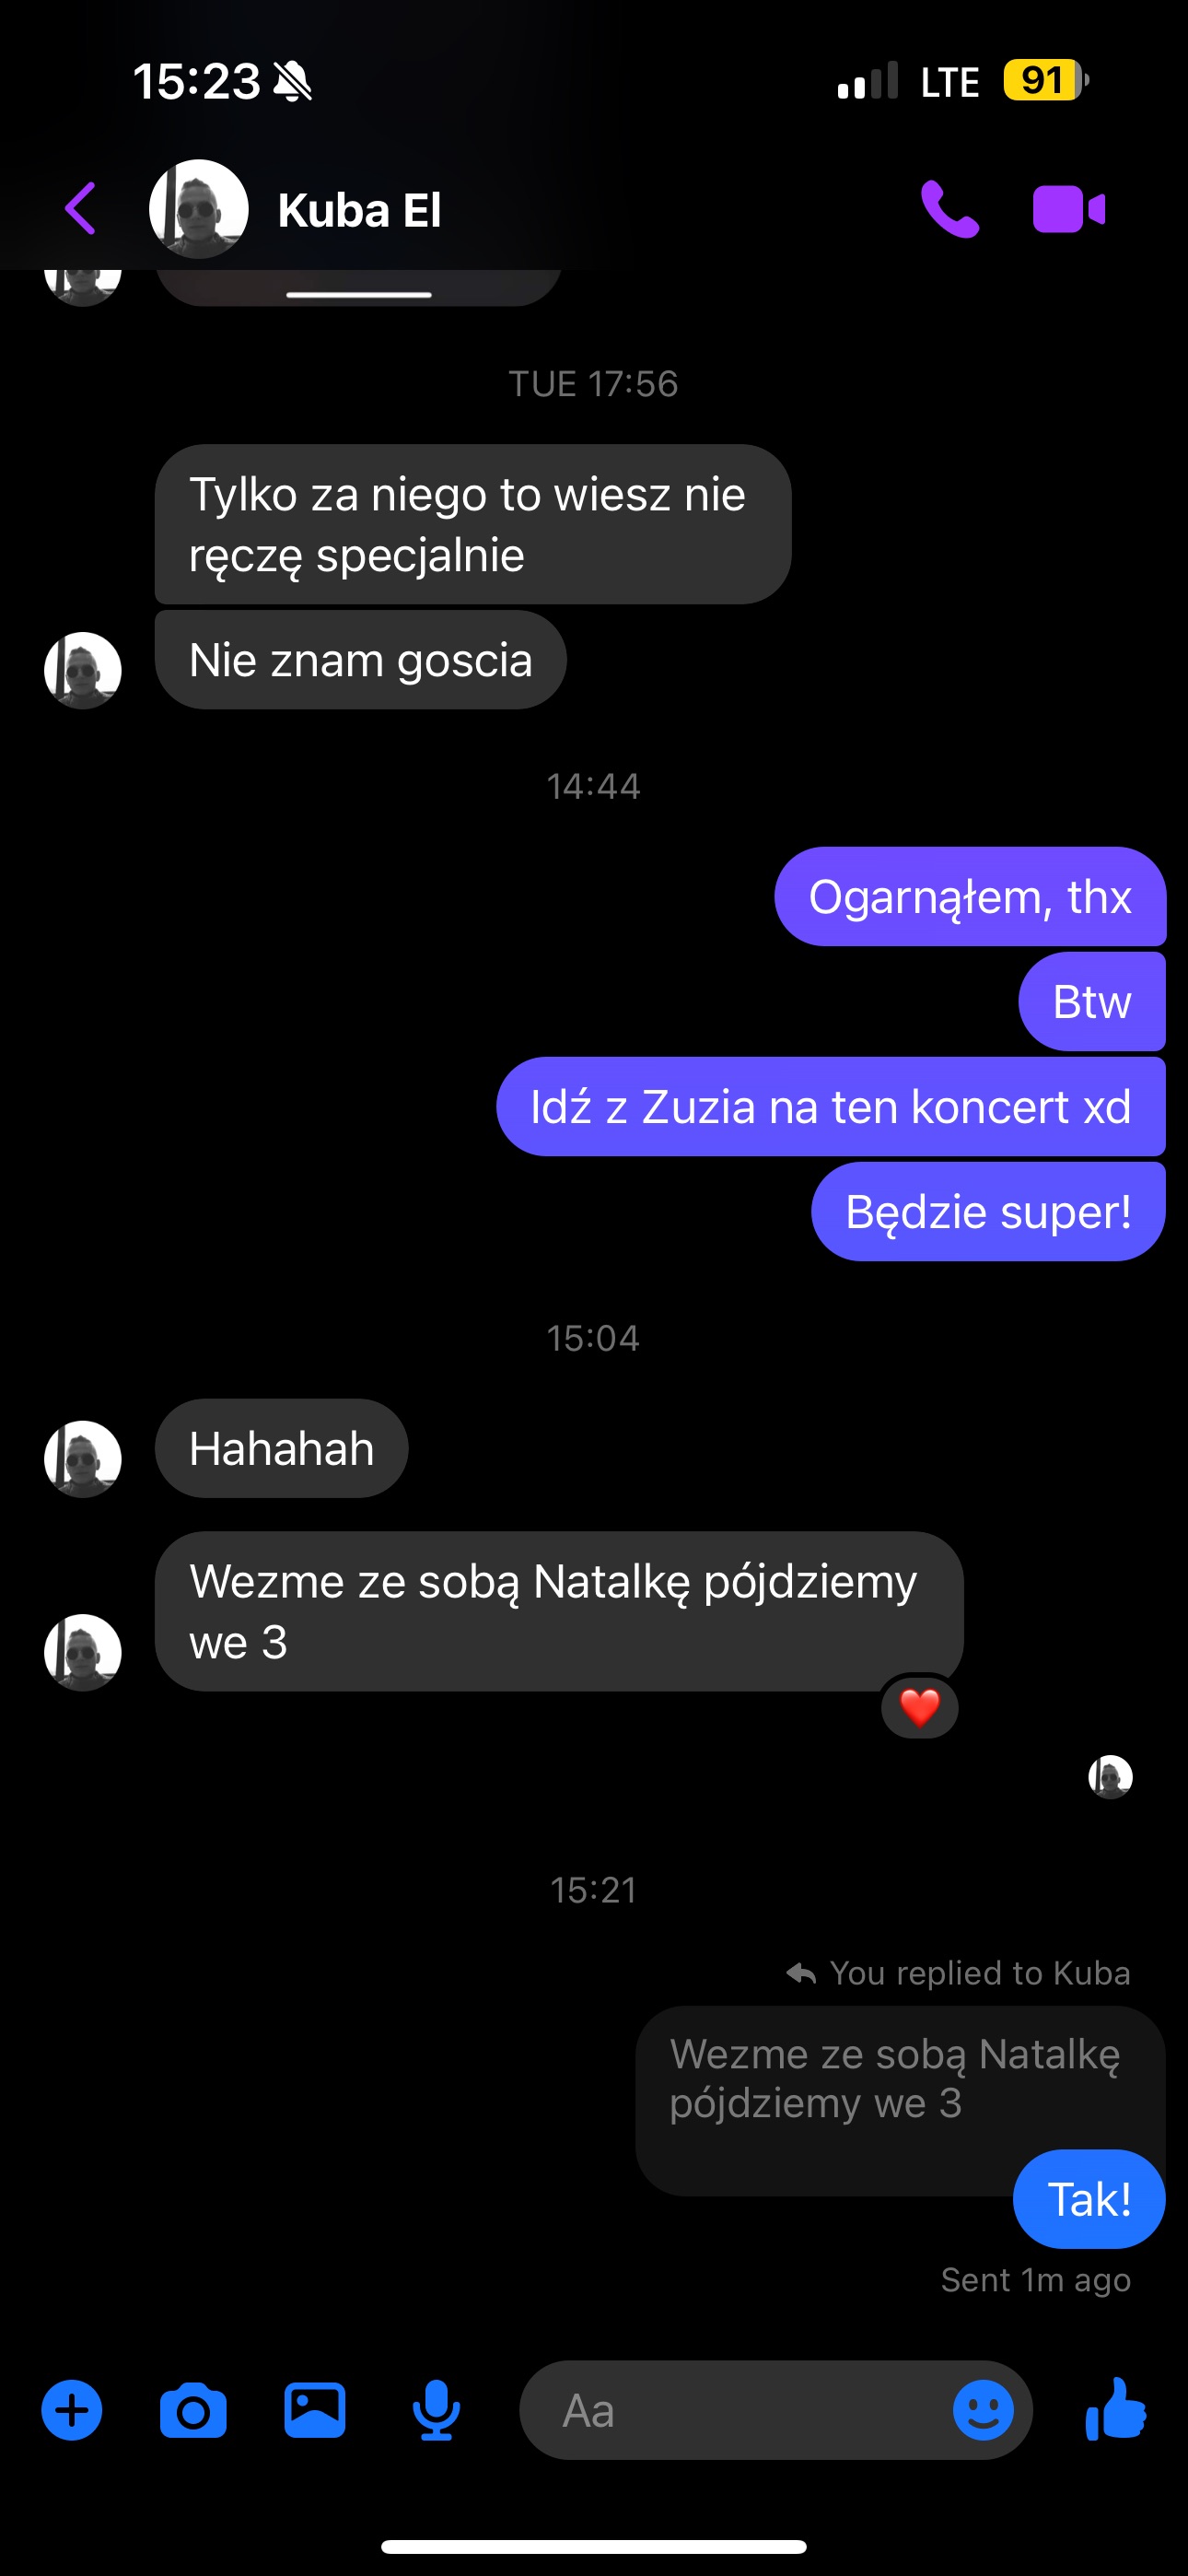 15:23
LTE
91
Kuba El
TUE 17:56
Tylko za niego to wiesz nie
ręczę specjalnie
Nie znam goscia
14:44
Ogarnąłem, thx
Btw
Idź z Zuzia na ten koncert xd
Będzie super!
15:04
Hahahah
Wezme ze sobą Natalkę pójdziemy
we 3
15:21
You replied to Kuba
Wezme ze sobą Natalkę
pójdziemy we 3
Tak!
Sent 1m ago
Aa